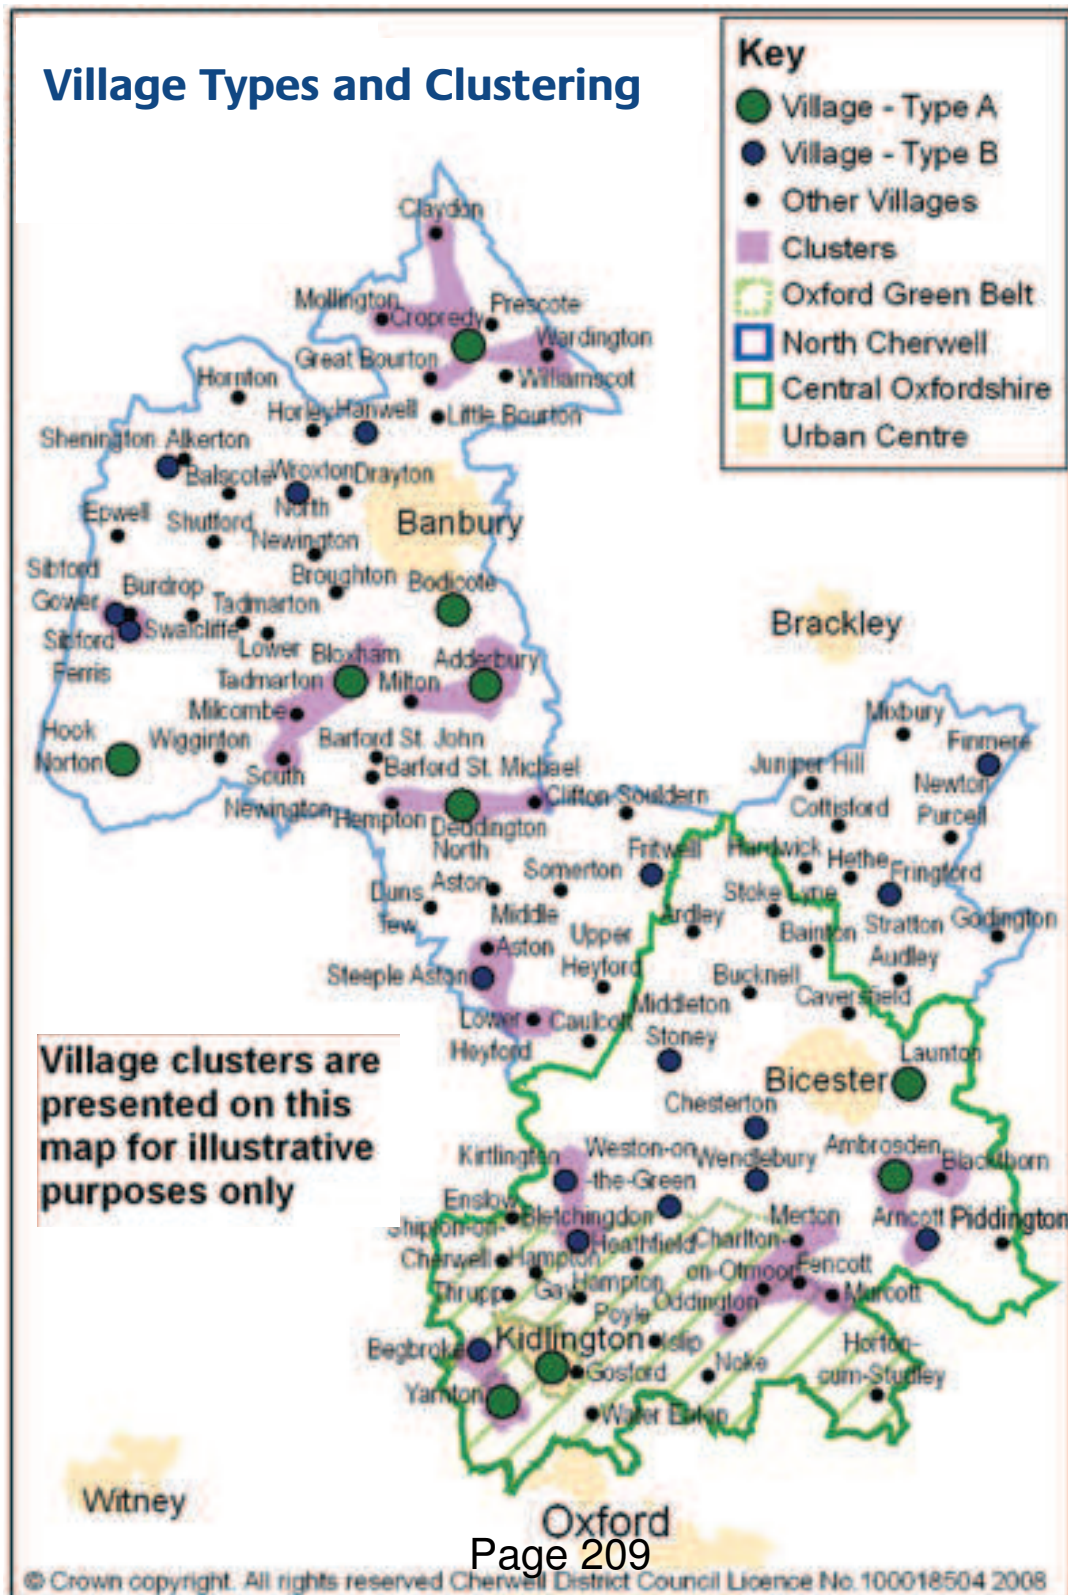 Village Types and Clustering
Key
Village - Type A
Village - Type B
Other Villages
Clusters
Oxford Green Belt
North Cherwell
Central Oxfordshire
Urban Centre
Claydon
Mollington
Cropredy
Prescote
Wardington
Great Bourton
Williamscot
Hornton
Horley
Hanwell
Little Bourton
Shenington
Alkerton
Balscote
Wroxton
Drayton
Epwell
Shutford
North
Newington
Banbury
Sibford
Gower
Burdrop
Tadmarton
Broughton
Bodicote
Sibford
Ferris
Swalcliffe
Lower
Tadmarton
Bloxham
Milton
Adderbury
Brackley
Milcombe
Hook
Norton
Wigginton
Barford St. John
Barford St. Michael
South
Newington
Hempton
Deddington
Clifton
Souldern
Mixbury
Finmere
Juniper Hill
Newton
Purcell
Cottisford
North
Aston
Duns
Tew
Somerton
Fritwell
Hardwick
Hethe
Fringford
Stoke Lyne
Middle
Aston
Upper
Heyford
Ardley
Bainton
Stratton
Audley
Godington
Steeple Aston
Bucknell
Caversfield
Lower
Heyford
Caulcott
Middleton
Stoney
Launton
Bicester
Village clusters are
presented on this
map for illustrative
purposes only
Chesterton
Kirtlington
Weston-on
-the-Green
Wendlebury
Ambrosden
Blackthorn
Enslow
Bletchingdon
Merton
Arncott
Piddington
Shipton-on-
Cherwell
Hampton
Gay
Heathfield
Charlton-
on-Otmoor
Fencott
Thrupp
Hampton
Poyle
Oddington
Murcott
Begbroke
Kidlington
Islip
Horton-
cum-Studley
Yarnton
Gosford
Noke
Water Eaton
Witney
Oxford
Page 209
© Crown copyright. All rights reserved Cherwell District Council Licence No.100018504 2008